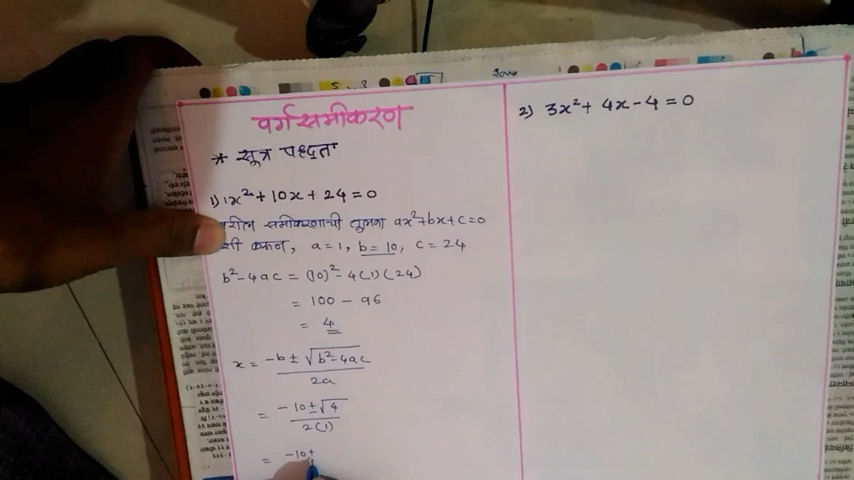 वर्ग समीकरण
* सूत्र पद्धत
1) 1x² + 10x + 24 = 0
वरील समीकरणाची तुलना ax²+bx+c=0
शी करून, a = 1, b = 10, c = 24
b²-4ac = (10)² - 4(1)(24)
= 100 - 96
= 4
x = -b ± √b²-4ac / 2a
= -10 ± √4 / 2(1)
= -10 ±
2) 3x² + 4x - 4 = 0